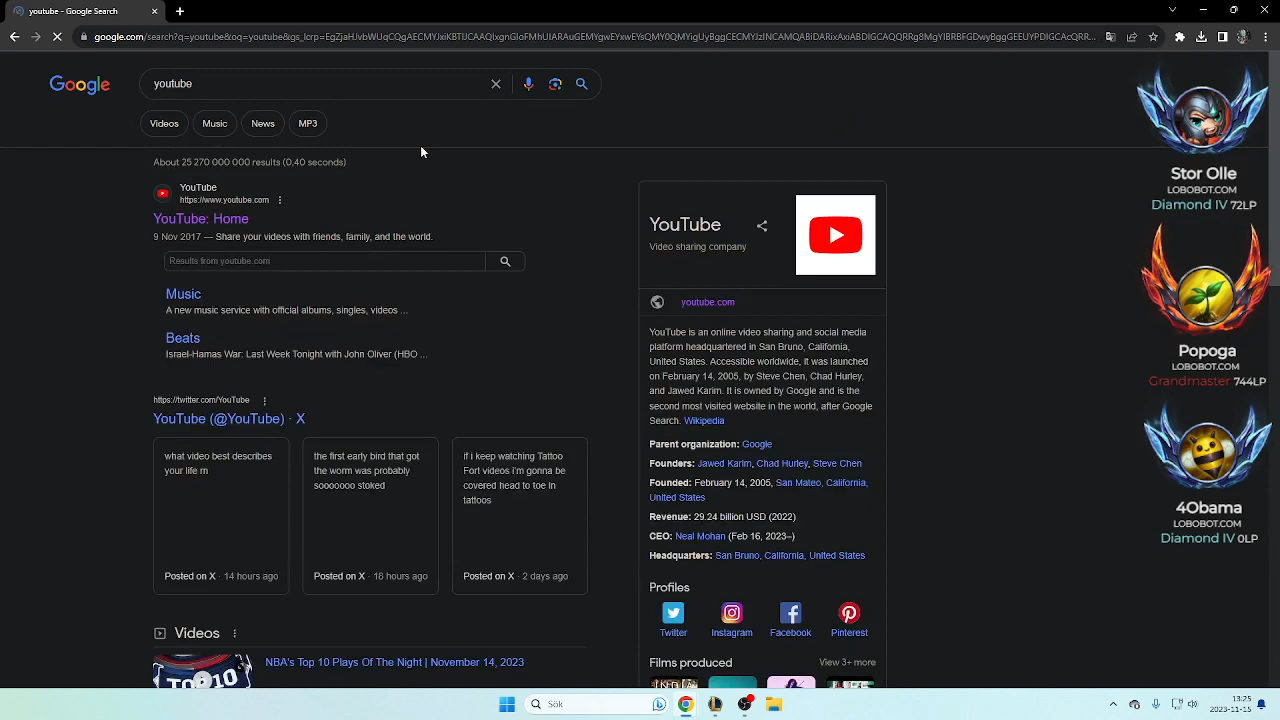 youtube - Google Search
google.com/search?q=youtube&oq=youtube&gs_lcrp=
Google
youtube
Videos
Music
News
MP3
About 25 270 000 000 results (0,40 seconds)
YouTube
https://www.youtube.com
YouTube: Home
9 Nov 2017 — Share your videos with friends, family, and the world.
Results from youtube.com
Music
A new music service with official albums, singles, videos ...
Beats
Israel-Hamas War: Last Week Tonight with John Oliver (HBO ...
https://twitter.com/YouTube
YouTube (@YouTube) · X
what video best describes
your life rn
Posted on X · 14 hours ago
the first early bird that got
the worm was probably
sooooooo stoked
Posted on X · 18 hours ago
if i keep watching Tattoo
Fort videos i'm gonna be
covered head to toe in
tattoos
Posted on X · 2 days ago
Videos
TOP10
NBA's Top 10 Plays Of The Night | November 14, 2023
YouTube
Video sharing company
youtube.com
YouTube is an online video sharing and social media
platform headquartered in San Bruno, California,
United States. Accessible worldwide, it was launched
on February 14, 2005, by Steve Chen, Chad Hurley,
and Jawed Karim. It is owned by Google and is the
second most visited website in the world, after Google
Search. Wikipedia
Parent organization: Google
Founders: Jawed Karim, Chad Hurley, Steve Chen
Founded: February 14, 2005, San Mateo, California,
United States
Revenue: 29.24 billion USD (2022)
CEO: Neal Mohan (Feb 16, 2023–)
Headquarters: San Bruno, California, United States
Profiles
Twitter
Instagram
Facebook
Pinterest
Films produced
View 3+ more
Stor Olle
LOBOBOT.COM
Diamond IV 72LP
Popoga
LOBOBOT.COM
Grandmaster 744LP
4Obama
LOBOBOT.COM
Diamond IV 0LP
Sök
13:25
2023-11-15